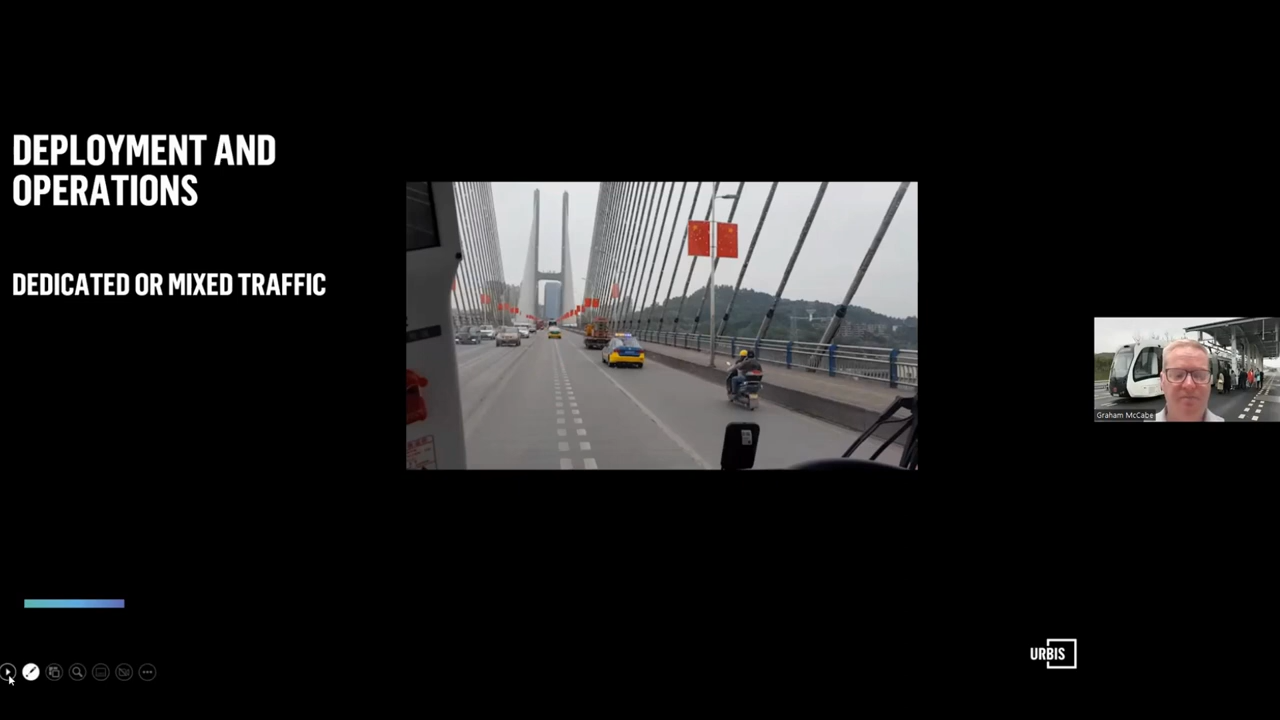 DEPLOYMENT AND
OPERATIONS
DEDICATED OR MIXED TRAFFIC
Graham McCabe
URBIS